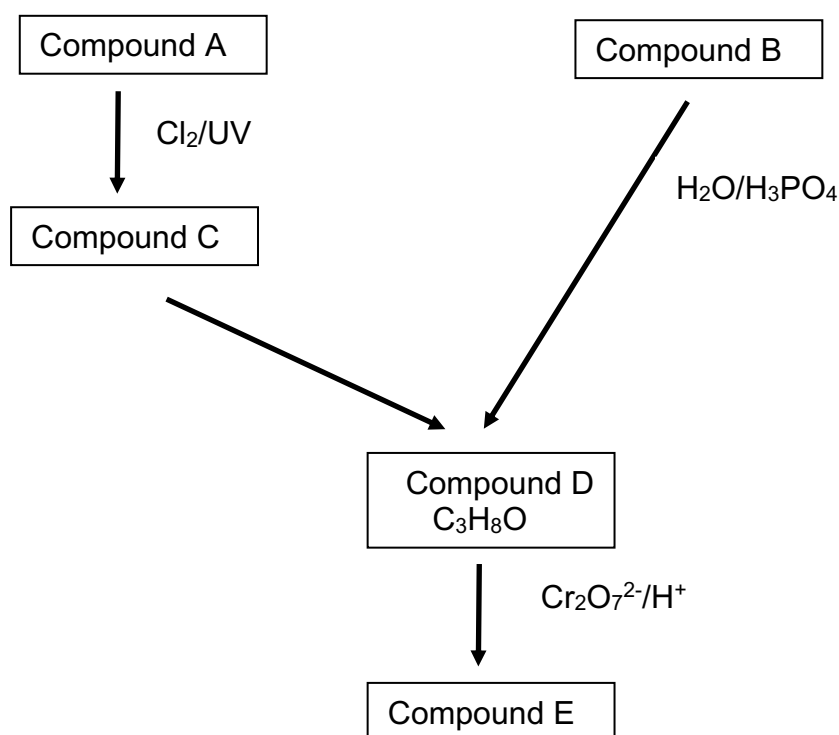 Compound A
Compound B
Cl₂/UV
H₂O/H₃PO₄
Compound C
Compound D
C₃H₈O
Cr₂O₇²⁻/H⁺
Compound E